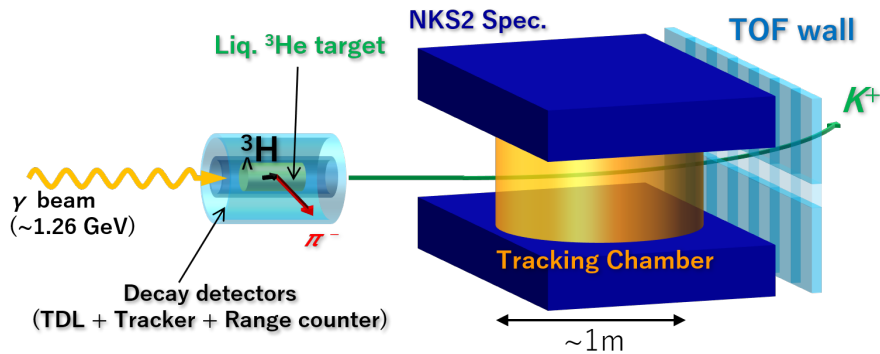 NKS2 Spec.
TOF wall
Liq. ³He target
K⁺
³ΛH
γ beam
(~1.26 GeV)
π⁻
Tracking Chamber
Decay detectors
(TDL + Tracker + Range counter)
~1m